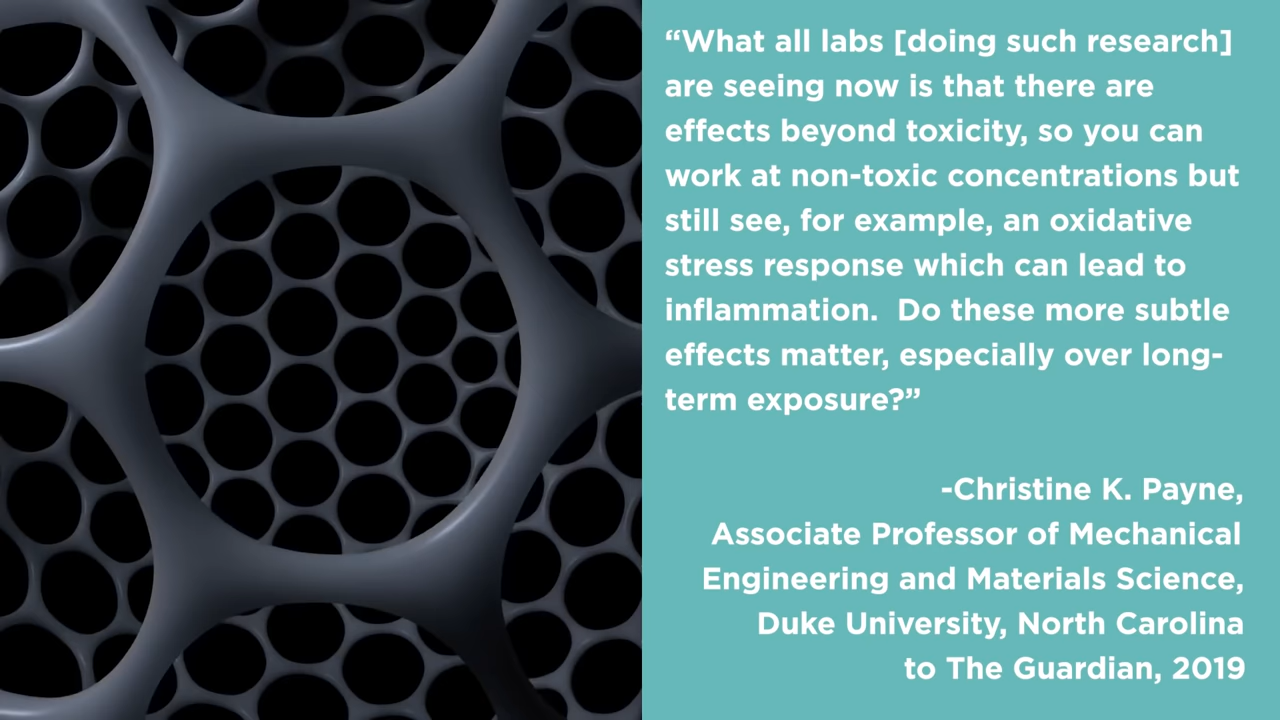 “What all labs [doing such research]
are seeing now is that there are
effects beyond toxicity, so you can
work at non-toxic concentrations but
still see, for example, an oxidative
stress response which can lead to
inflammation.  Do these more subtle
effects matter, especially over long-
term exposure?”
-Christine K. Payne,
Associate Professor of Mechanical
Engineering and Materials Science,
Duke University, North Carolina
to The Guardian, 2019